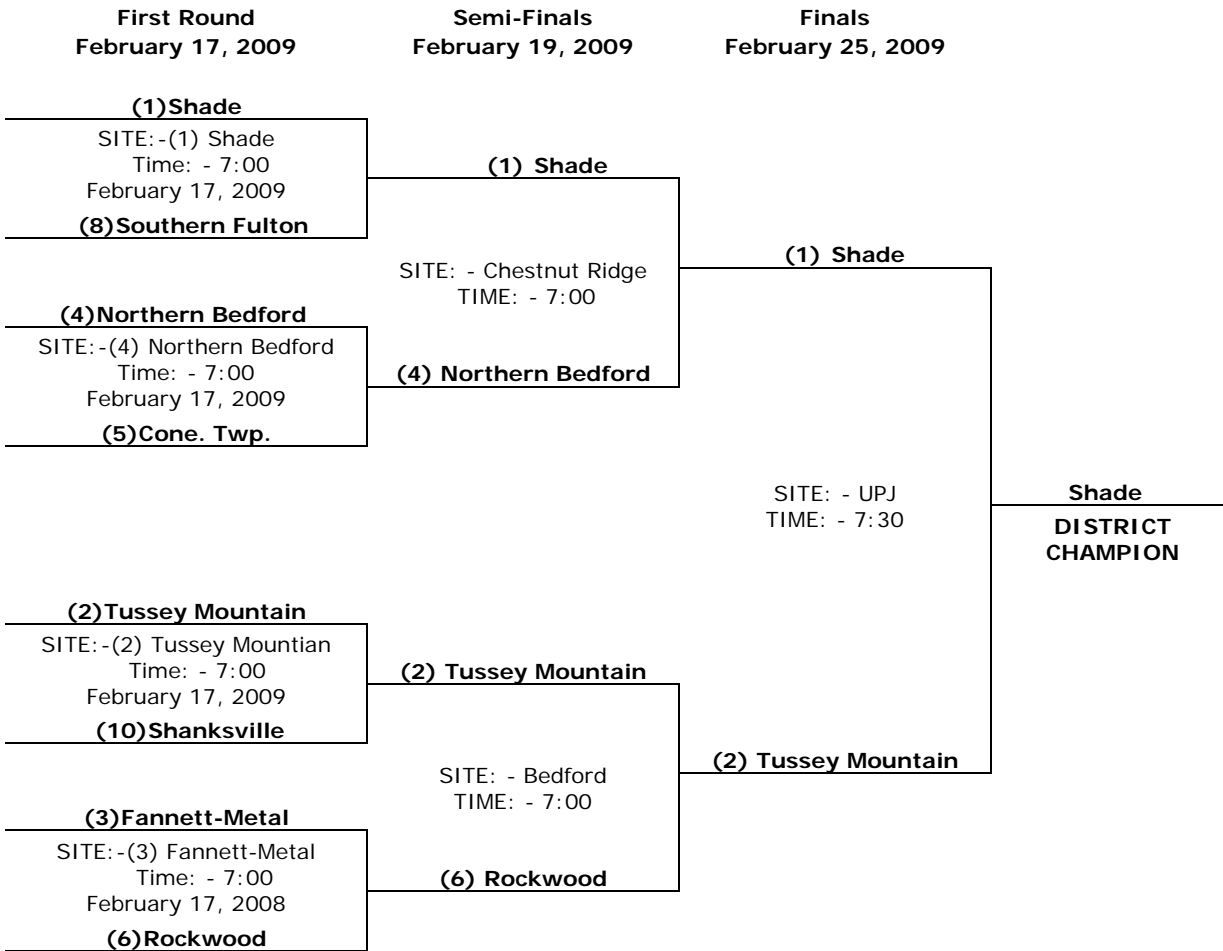 First Round
February 17, 2009
Semi-Finals
February 19, 2009
Finals
February 25, 2009
(1)Shade
SITE:-(1) Shade
Time: - 7:00
February 17, 2009
(8)Southern Fulton
(1) Shade
SITE: - Chestnut Ridge
TIME: - 7:00
(1) Shade
(4)Northern Bedford
SITE:-(4) Northern Bedford
Time: - 7:00
February 17, 2009
(5)Cone. Twp.
(4) Northern Bedford
SITE: - UPJ
TIME: - 7:30
Shade
DISTRICT
CHAMPION
(2)Tussey Mountain
SITE:-(2) Tussey Mountian
Time: - 7:00
February 17, 2009
(10)Shanksville
(2) Tussey Mountain
SITE: - Bedford
TIME: - 7:00
(2) Tussey Mountain
(3)Fannett-Metal
SITE:-(3) Fannett-Metal
Time: - 7:00
February 17, 2008
(6)Rockwood
(6) Rockwood